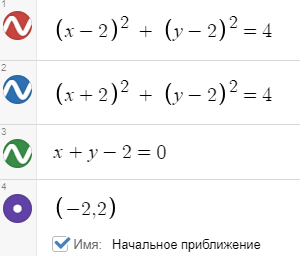 1
(x − 2)² + (y − 2)² = 4
2
(x + 2)² + (y − 2)² = 4
3
x + y − 2 = 0
4
(−2,2)
Имя: Начальное приближение